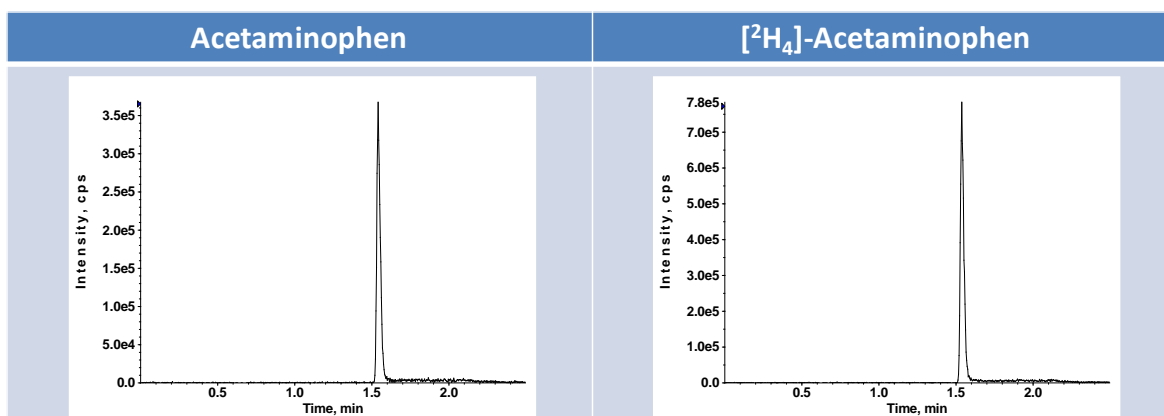 Acetaminophen
[²H₄]-Acetaminophen
3.5e5
3.0e5
2.5e5
2.0e5
1.5e5
1.0e5
5.0e4
0.0
Intensity, cps
0.5 1.0 1.5 2.0
Time, min
7.8e5
7.0e5
6.0e5
5.0e5
4.0e5
3.0e5
2.0e5
1.0e5
0.0
Intensity, cps
0.5 1.0 1.5 2.0
Time, min